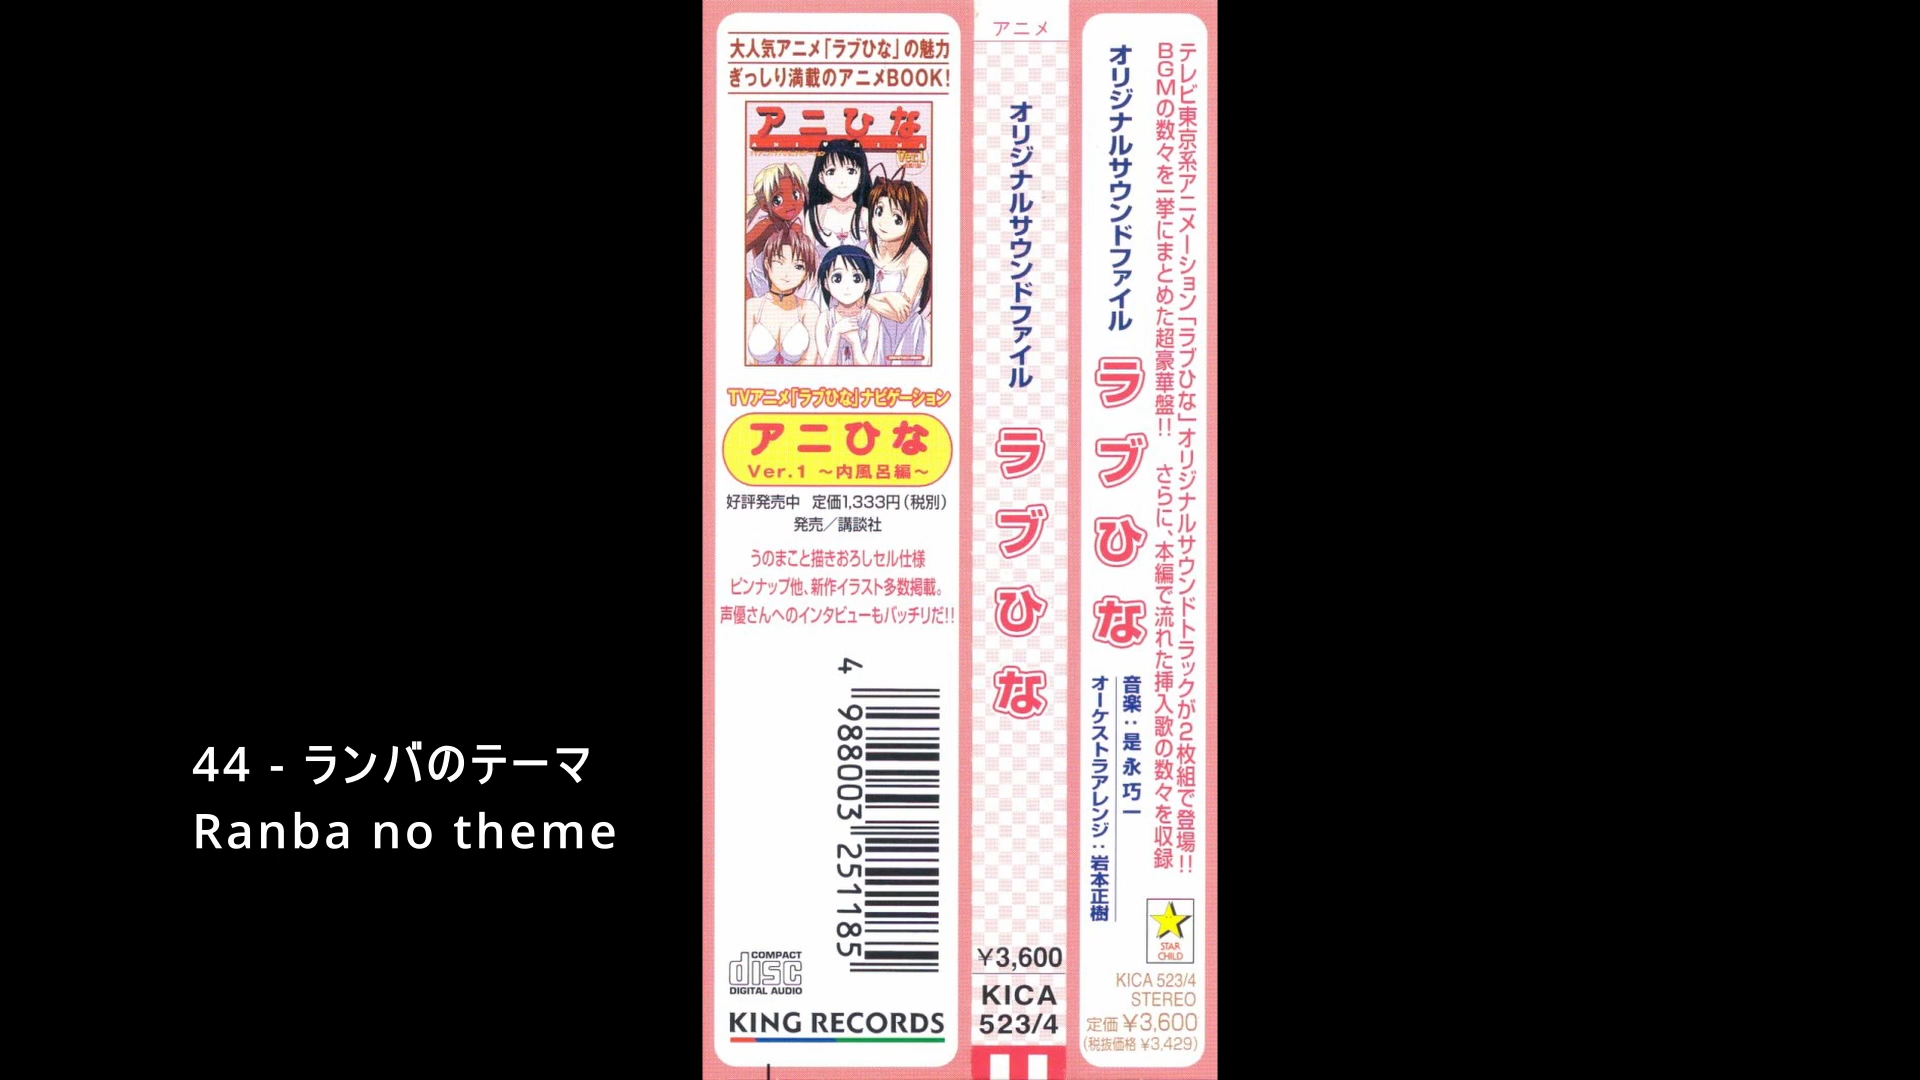 44 - ランバのテーマ
Ranba no theme
大人気アニメ「ラブひな」の魅力
ぎっしり満載のアニメBOOK!
アニひな
Ver.1
TVアニメ「ラブひな」ナビゲーション
アニひな
Ver.1 ～内風呂編～
好評発売中 定価1,333円(税別)
発売/講談社
うのまこと描きおろしセル仕様
ピンナップ他、新作イラスト多数掲載。
声優さんへのインタビューもバッチリだ!!
4 988003 251185
COMPACT
disc
DIGITAL AUDIO
KING RECORDS
アニメ
オリジナルサウンドファイル
ラブひな
¥3,600
KICA
523/4
テレビ東京系アニメーション「ラブひな」オリジナルサウンドトラックが2枚組で登場!!
BGMの数々を一挙にまとめた超豪華盤!! さらに、本編で流れた挿入歌の数々を収録
オリジナルサウンドファイル
ラブひな
音楽:是永巧一
オーケストラアレンジ:岩本正樹
STAR
CHILD
KICA 523/4
STEREO
定価 ¥3,600
(税抜価格 ¥3,429)